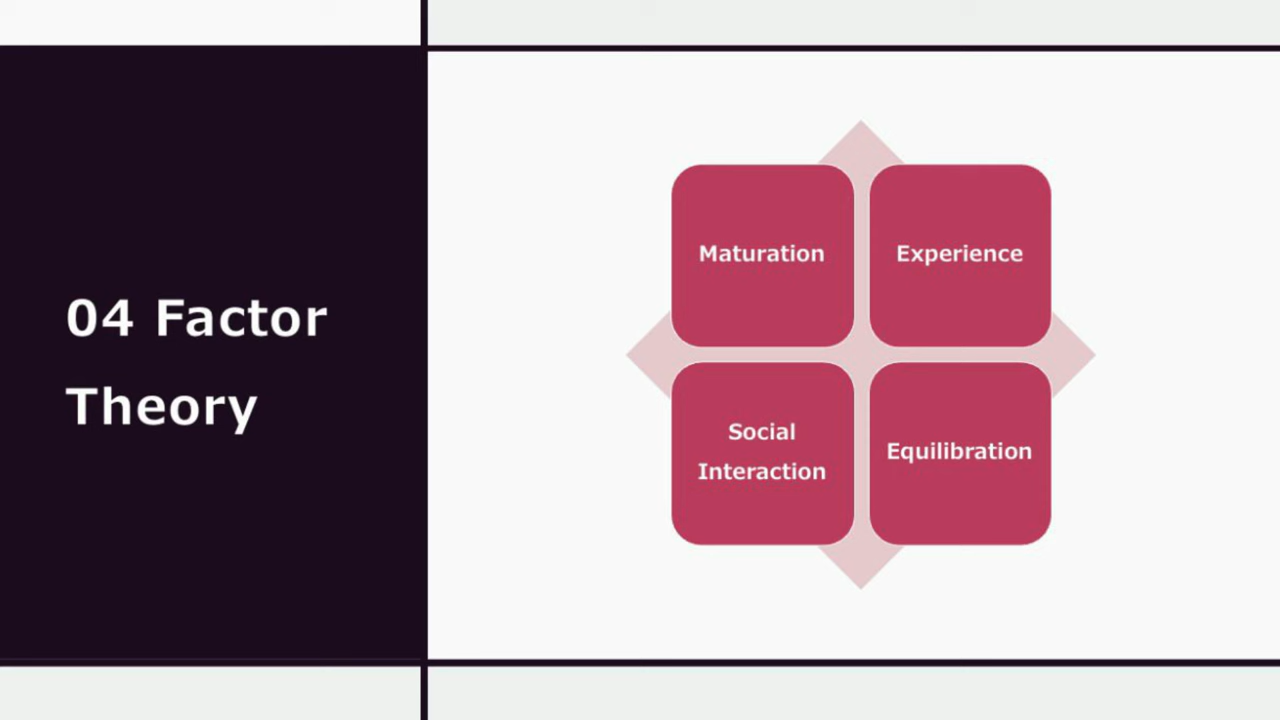 04 Factor
Theory
Maturation
Experience
Social
Interaction
Equilibration